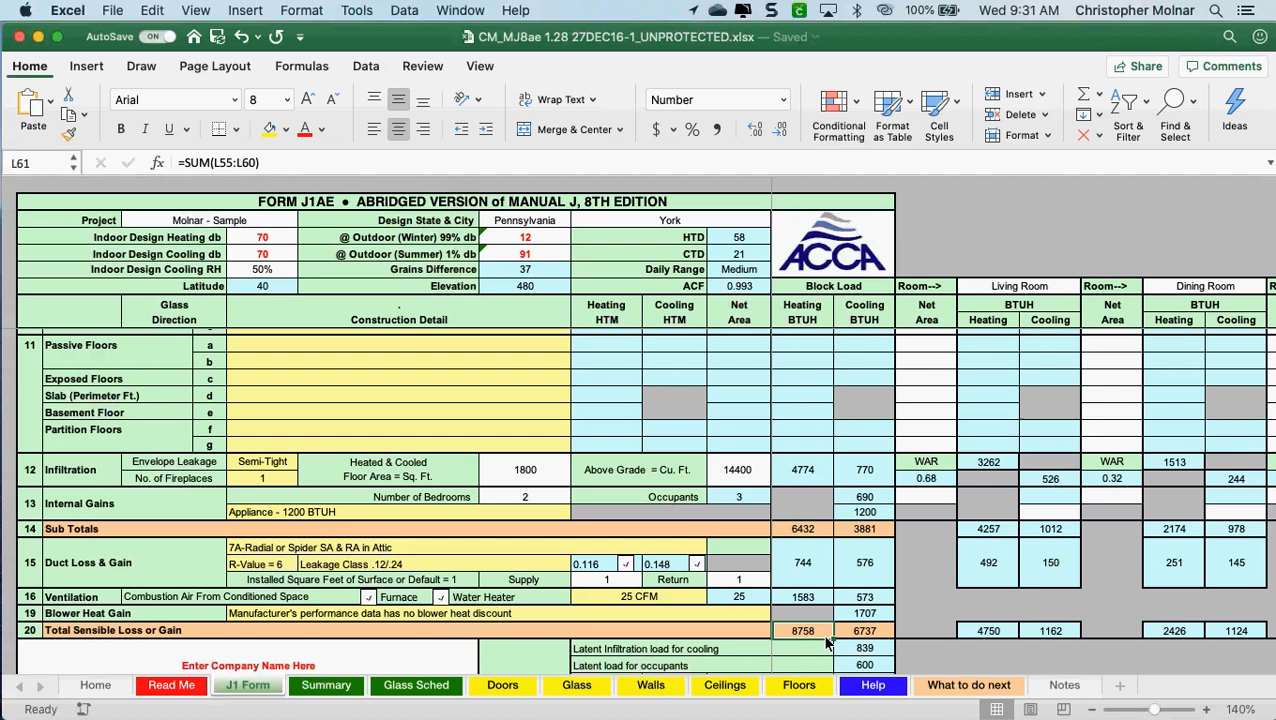 Excel File Edit View Insert Format Tools Data Window Help 100% Wed 9:31 AM Christopher Molnar
AutoSave ON CM_MJ8ae 1.28 27DEC16-1_UNPROTECTED.xlsx — Saved
Home Insert Draw Page Layout Formulas Data Review View Share Comments
Paste Arial 8 Wrap Text Number Insert
Merge & Center Conditional Formatting Format as Table Cell Styles Delete Format Sort & Filter Find & Select Ideas
L61 fx =SUM(L55:L60)
FORM J1AE ● ABRIDGED VERSION of MANUAL J, 8TH EDITION
Project Molnar - Sample Design State & City Pennsylvania York
Indoor Design Heating db 70 @ Outdoor (Winter) 99% db 12 HTD 58
Indoor Design Cooling db 70 @ Outdoor (Summer) 1% db 91 CTD 21 ACCA
Indoor Design Cooling RH 50% Grains Difference 37 Daily Range Medium
Latitude 40 Elevation 480 ACF 0.993 Block Load Room--> Living Room Room--> Dining Room R
Glass Direction . Construction Detail Heating HTM Cooling HTM Net Area Heating BTUH Cooling BTUH Net Area BTUH Heating Cooling Net Area BTUH Heating Cooling
11 Passive Floors a
b
Exposed Floors c
Slab (Perimeter Ft.) d
Basement Floor e
Partition Floors f
g
12 Infiltration Envelope Leakage Semi-Tight Heated & Cooled Floor Area = Sq. Ft. 1800 Above Grade = Cu. Ft. 14400 4774 770 WAR 3262 WAR 1513
No. of Fireplaces 1 0.68 526 0.32 244
13 Internal Gains Number of Bedrooms 2 Occupants 3 690
Appliance - 1200 BTUH 1200
14 Sub Totals 6432 3881 4257 1012 2174 978
15 Duct Loss & Gain 7A-Radial or Spider SA & RA in Attic
R-Value = 6 Leakage Class .12/.24 0.116 0.148 744 576 492 150 251 145
Installed Square Feet of Surface or Default = 1 Supply 1 Return 1
16 Ventilation Combustion Air From Conditioned Space Furnace Water Heater 25 CFM 25 1583 573
19 Blower Heat Gain Manufacturer's performance data has no blower heat discount 1707
20 Total Sensible Loss or Gain 8758 6737 4750 1162 2426 1124
Latent Infiltration load for cooling 839
Enter Company Name Here Latent load for occupants 600
Home Read Me J1 Form Summary Glass Sched Doors Glass Walls Ceilings Floors Help What to do next Notes
Ready 140%